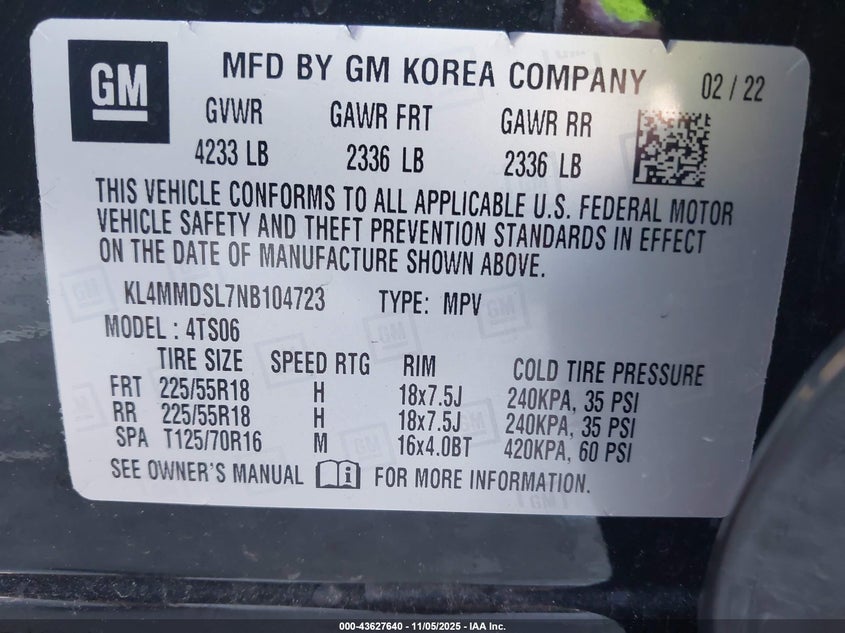 GM
MFD BY GM KOREA COMPANY 02 / 22
GVWR GAWR FRT GAWR RR
4233 LB 2336 LB 2336 LB
THIS VEHICLE CONFORMS TO ALL APPLICABLE U.S. FEDERAL MOTOR
VEHICLE SAFETY AND THEFT PREVENTION STANDARDS IN EFFECT
ON THE DATE OF MANUFACTURE SHOWN ABOVE.
KL4MMDSL7NB104723 TYPE: MPV
MODEL : 4TS06
TIRE SIZE SPEED RTG RIM COLD TIRE PRESSURE
FRT 225/55R18 H 18x7.5J 240KPA, 35 PSI
RR 225/55R18 H 18x7.5J 240KPA, 35 PSI
SPA T125/70R16 M 16x4.0BT 420KPA, 60 PSI
SEE OWNER'S MANUAL FOR MORE INFORMATION.
000-43627640 - 11/05/2025 - IAA Inc.